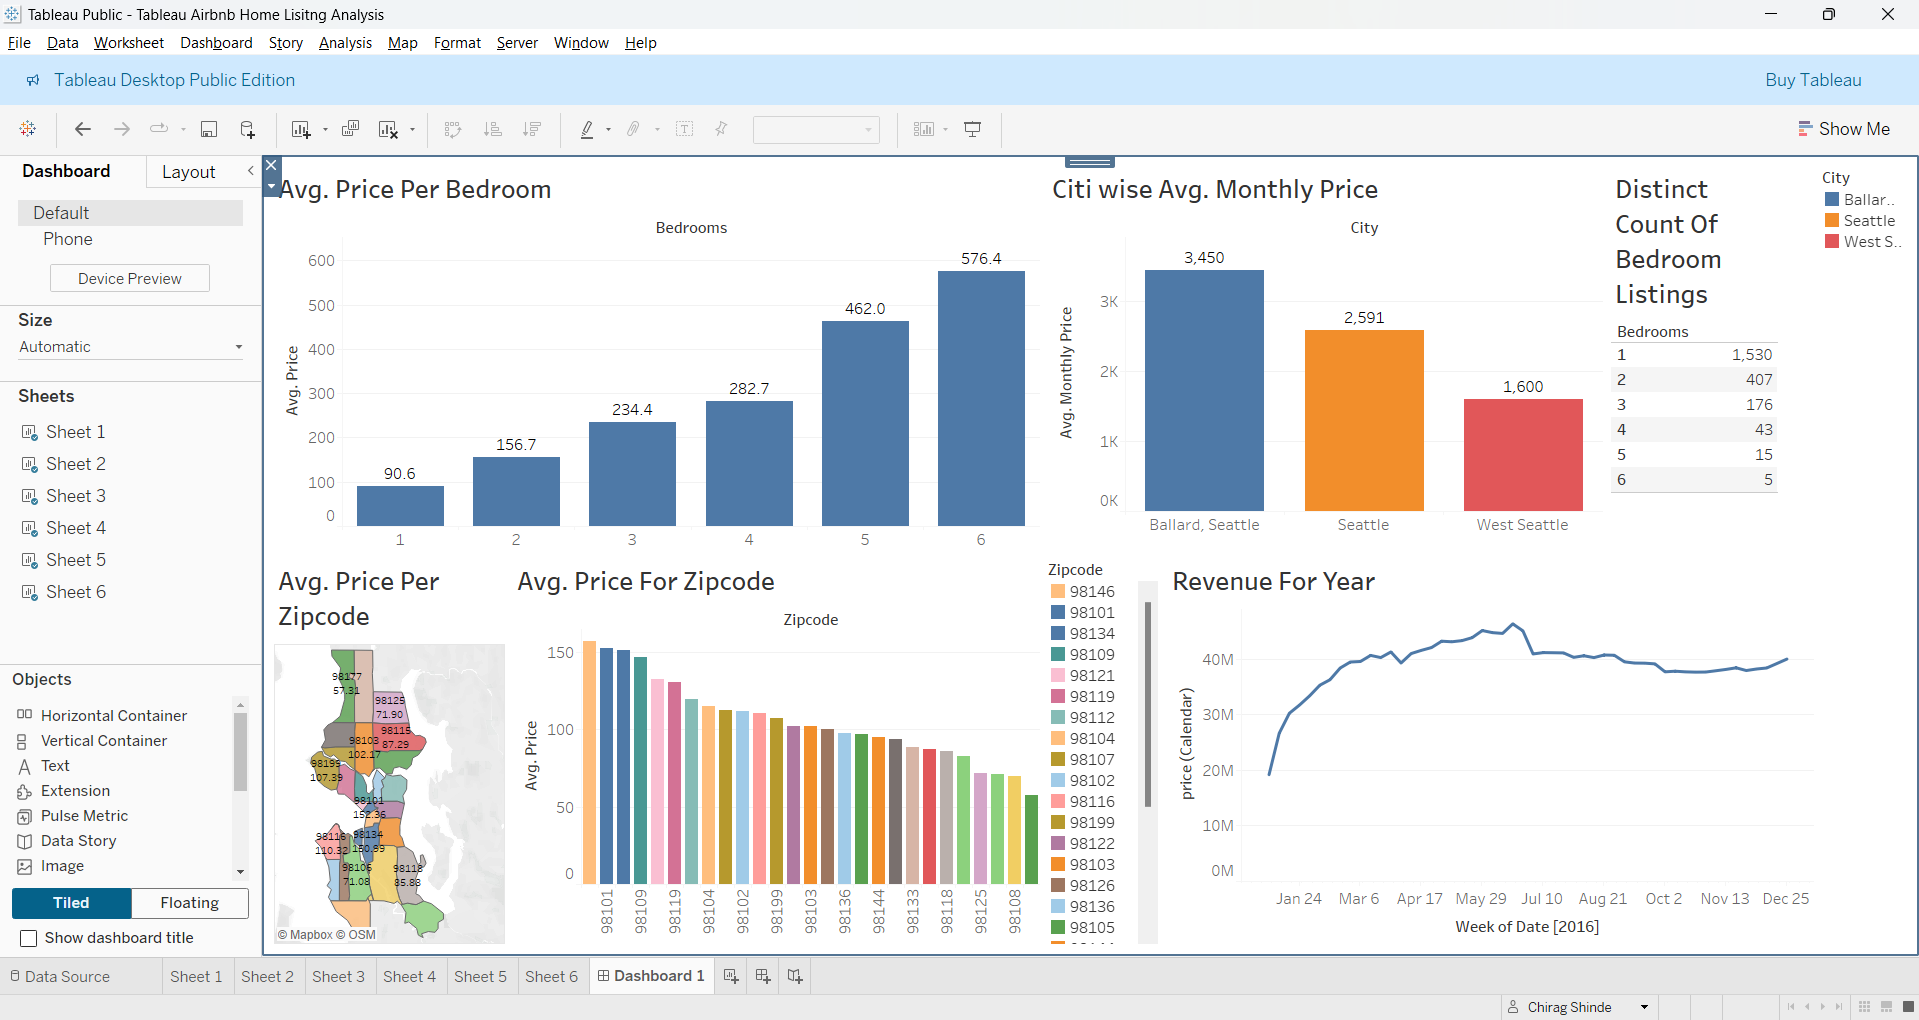 Tableau Public - Tableau Airbnb Home Lisitng Analysis
File Data Worksheet Dashboard Story Analysis Map Format Server Window Help
Tableau Desktop Public Edition
Buy Tableau
Show Me
Dashboard
Layout
Default
Phone
Device Preview
Size
Automatic
Sheets
Sheet 1
Sheet 2
Sheet 3
Sheet 4
Sheet 5
Sheet 6
Objects
Horizontal Container
Vertical Container
Text
Extension
Pulse Metric
Data Story
Image
Tiled
Floating
Show dashboard title
Avg. Price Per Bedroom
Bedrooms
Avg. Price
600
500
400
300
200
100
0
90.6
156.7
234.4
282.7
462.0
576.4
1 2 3 4 5 6
Citi wise Avg. Monthly Price
City
Avg. Monthly Price
3K
2K
1K
0K
3,450
2,591
1,600
Ballard, Seattle
Seattle
West Seattle
Distinct
Count Of
Bedroom
Listings
Bedrooms
1 1,530
2 407
3 176
4 43
5 15
6 5
City
Ballar..
Seattle
West S..
Avg. Price Per
Zipcode
98177
57.31
98125
71.90
98103
102.17
98115
87.29
98199
107.39
98101
152.36
98116
110.32
98134
150.99
98106
71.08
98118
85.88
© Mapbox © OSM
Avg. Price For Zipcode
Zipcode
Avg. Price
150
100
50
0
98101 98109 98119 98104 98102 98199 98103 98136 98144 98133 98118 98125 98108
Zipcode
98146
98101
98134
98109
98121
98119
98112
98104
98107
98102
98116
98199
98122
98103
98126
98136
98105
Revenue For Year
price (Calendar)
40M
30M
20M
10M
0M
Jan 24 Mar 6 Apr 17 May 29 Jul 10 Aug 21 Oct 2 Nov 13 Dec 25
Week of Date [2016]
Data Source Sheet 1 Sheet 2 Sheet 3 Sheet 4 Sheet 5 Sheet 6 Dashboard 1
Chirag Shinde